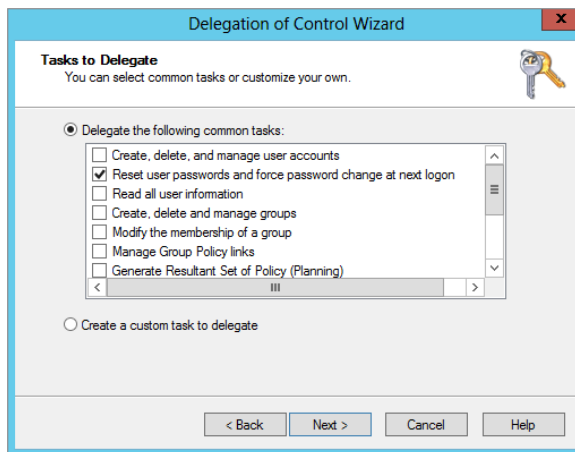 Delegation of Control Wizard
x
Tasks to Delegate
You can select common tasks or customize your own.
Delegate the following common tasks:
Create, delete, and manage user accounts
Reset user passwords and force password change at next logon
Read all user information
Create, delete and manage groups
Modify the membership of a group
Manage Group Policy links
Generate Resultant Set of Policy (Planning)
Create a custom task to delegate
< Back Next > Cancel Help